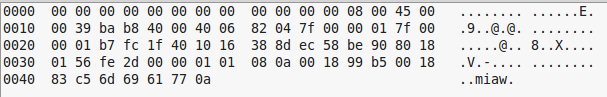 0000 00 00 00 00 00 00 00 00 00 00 00 00 08 00 45 00 ........ ......E.
0010 00 39 ba b8 40 00 40 06 82 04 7f 00 00 01 7f 00 .9..@.@. ........
0020 00 01 b7 fc 1f 40 10 16 38 8d ec 58 be 90 80 18 .....@.. 8..X....
0030 01 56 fe 2d 00 00 01 01 08 0a 00 18 99 b5 00 18 .V.-.... ........
0040 83 c5 6d 69 61 77 0a ..miaw.